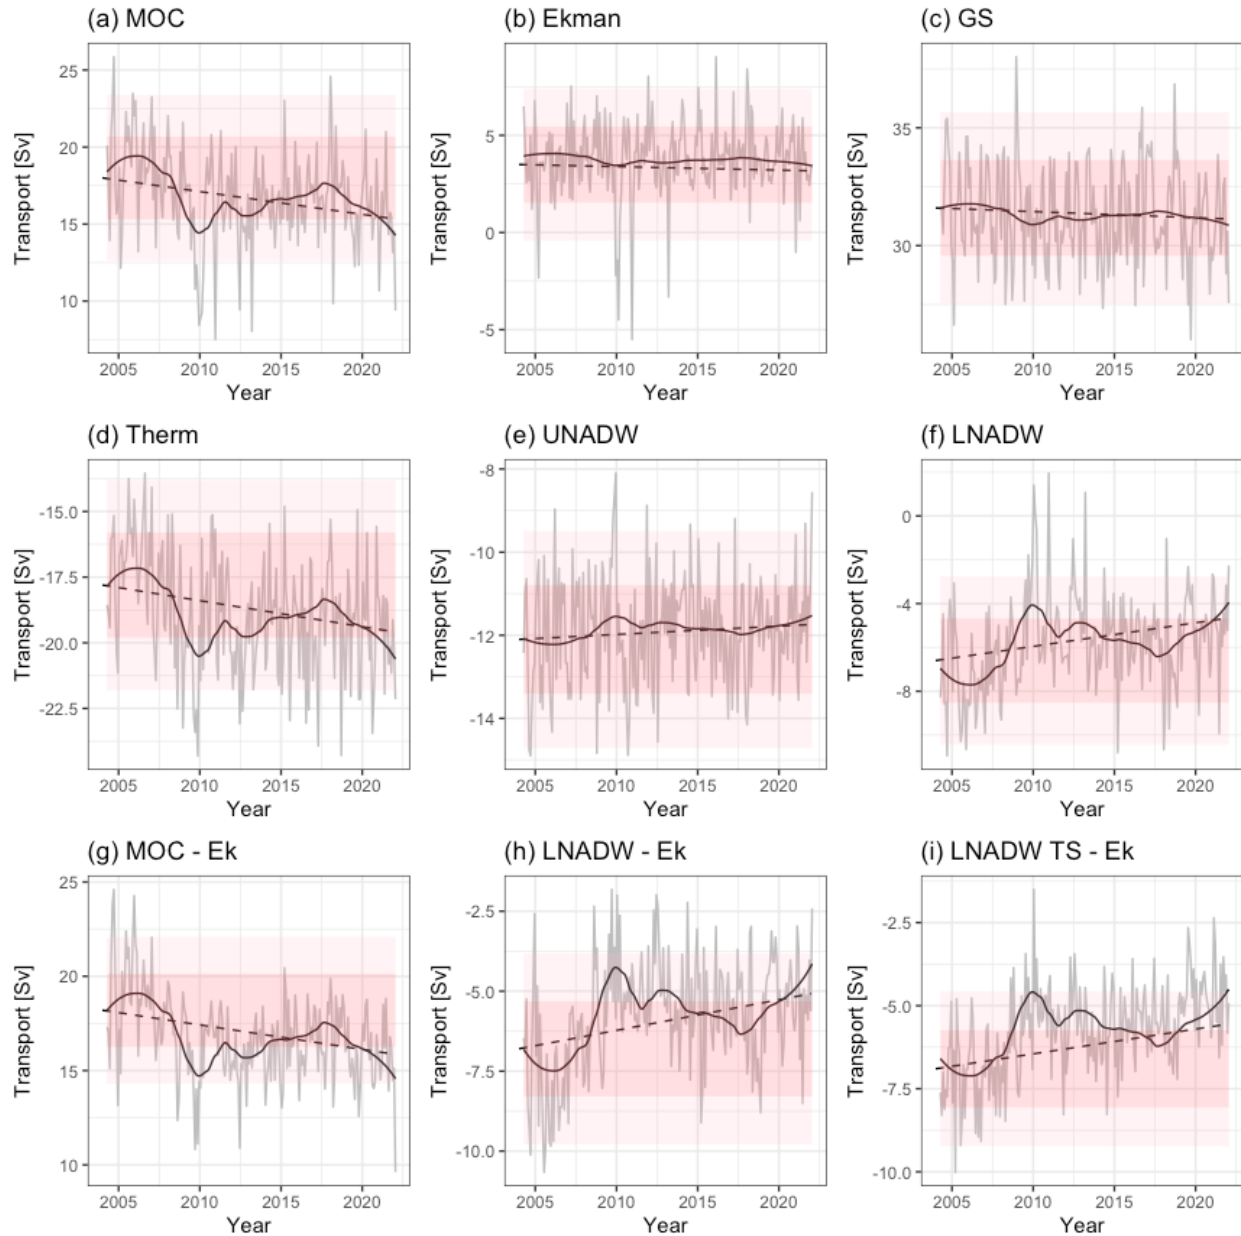 (a) MOC
(b) Ekman
(c) GS
Transport [Sv]
25
20
15
10
Transport [Sv]
5
0
-5
Transport [Sv]
35
30
2005 2010 2015 2020
2005 2010 2015 2020
2005 2010 2015 2020
Year
Year
Year
(d) Therm
(e) UNADW
(f) LNADW
Transport [Sv]
-15.0
-17.5
-20.0
-22.5
Transport [Sv]
-8
-10
-12
-14
Transport [Sv]
0
-4
-8
2005 2010 2015 2020
2005 2010 2015 2020
2005 2010 2015 2020
Year
Year
Year
(g) MOC - Ek
(h) LNADW - Ek
(i) LNADW TS - Ek
Transport [Sv]
25
20
15
10
Transport [Sv]
-2.5
-5.0
-7.5
-10.0
Transport [Sv]
-2.5
-5.0
-7.5
-10.0
2005 2010 2015 2020
2005 2010 2015 2020
2005 2010 2015 2020
Year
Year
Year